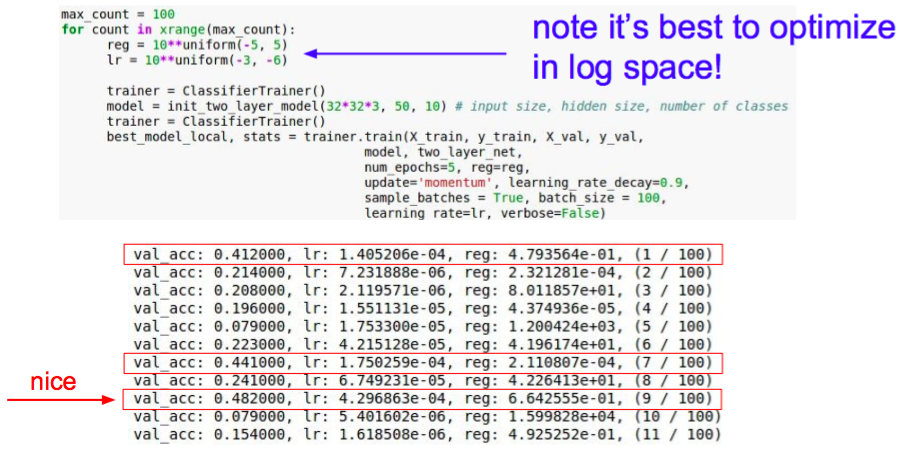 max_count = 100
for count in xrange(max_count):
reg = 10**uniform(-5, 5)
lr = 10**uniform(-3, -6)
note it's best to optimize
in log space!
trainer = ClassifierTrainer()
model = init_two_layer_model(32*32*3, 50, 10) # input size, hidden size, number of classes
trainer = ClassifierTrainer()
best_model_local, stats = trainer.train(X_train, y_train, X_val, y_val,
model, two_layer_net,
num_epochs=5, reg=reg,
update='momentum', learning_rate_decay=0.9,
sample_batches = True, batch_size = 100,
learning_rate=lr, verbose=False)
val_acc: 0.412000, lr: 1.405206e-04, reg: 4.793564e-01, (1 / 100)
val_acc: 0.214000, lr: 7.231888e-06, reg: 2.321281e-04, (2 / 100)
val_acc: 0.208000, lr: 2.119571e-06, reg: 8.011857e+01, (3 / 100)
val_acc: 0.196000, lr: 1.551131e-05, reg: 4.374936e-05, (4 / 100)
val_acc: 0.079000, lr: 1.753300e-05, reg: 1.200424e+03, (5 / 100)
val_acc: 0.223000, lr: 4.215128e-05, reg: 4.196174e+01, (6 / 100)
val_acc: 0.441000, lr: 1.750259e-04, reg: 2.110807e-04, (7 / 100)
val_acc: 0.241000, lr: 6.749231e-05, reg: 4.226413e+01, (8 / 100)
nice
val_acc: 0.482000, lr: 4.296863e-04, reg: 6.642555e-01, (9 / 100)
val_acc: 0.079000, lr: 5.401602e-06, reg: 1.599828e+04, (10 / 100)
val_acc: 0.154000, lr: 1.618508e-06, reg: 4.925252e-01, (11 / 100)